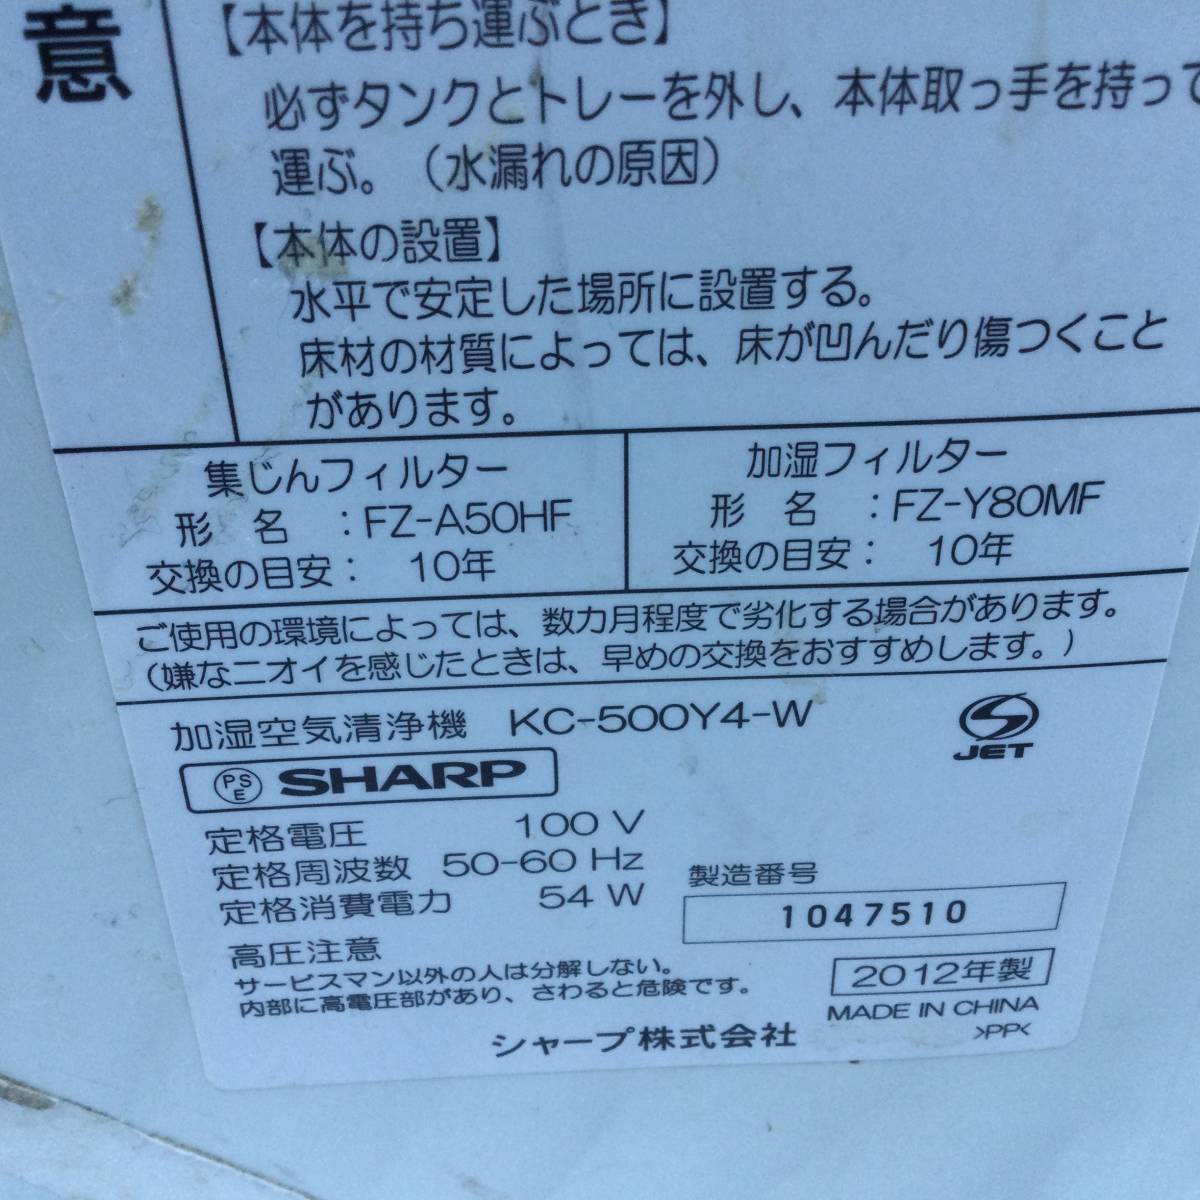 意
【本体を持ち運ぶとき】
必ずタンクとトレーを外し、本体取っ手を持って
運ぶ。（水漏れの原因）
【本体の設置】
水平で安定した場所に設置する。
床材の材質によっては、床が凹んだり傷つくこと
があります。
集じんフィルター
形 名 ：FZ-A50HF
交換の目安： 10年
加湿フィルター
形 名 ：FZ-Y80MF
交換の目安： 10年
ご使用の環境によっては、数カ月程度で劣化する場合があります。
（嫌なニオイを感じたときは、早めの交換をおすすめします。）
加湿空気清浄機 KC-500Y4-W
JET
PSE SHARP
定格電圧 100 V
定格周波数 50-60 Hz
定格消費電力 54 W
製造番号
1047510
高圧注意
サービスマン以外の人は分解しない。
内部に高電圧部があり、さわると危険です。
2012年製
MADE IN CHINA
>PP<
シャープ株式会社